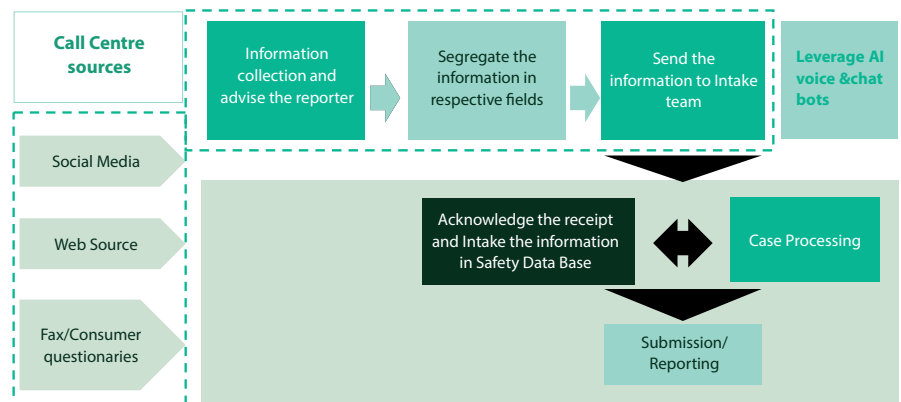 Call Centre
sources
Information
collection and
advise the reporter
Segregate the
information in
respective fields
Send the
information to Intake
team
Leverage AI
voice &chat
bots
Social Media
Web Source
Fax/Consumer
questionaries
Acknowledge the receipt
and Intake the information
in Safety Data Base
Case Processing
Submission/
Reporting